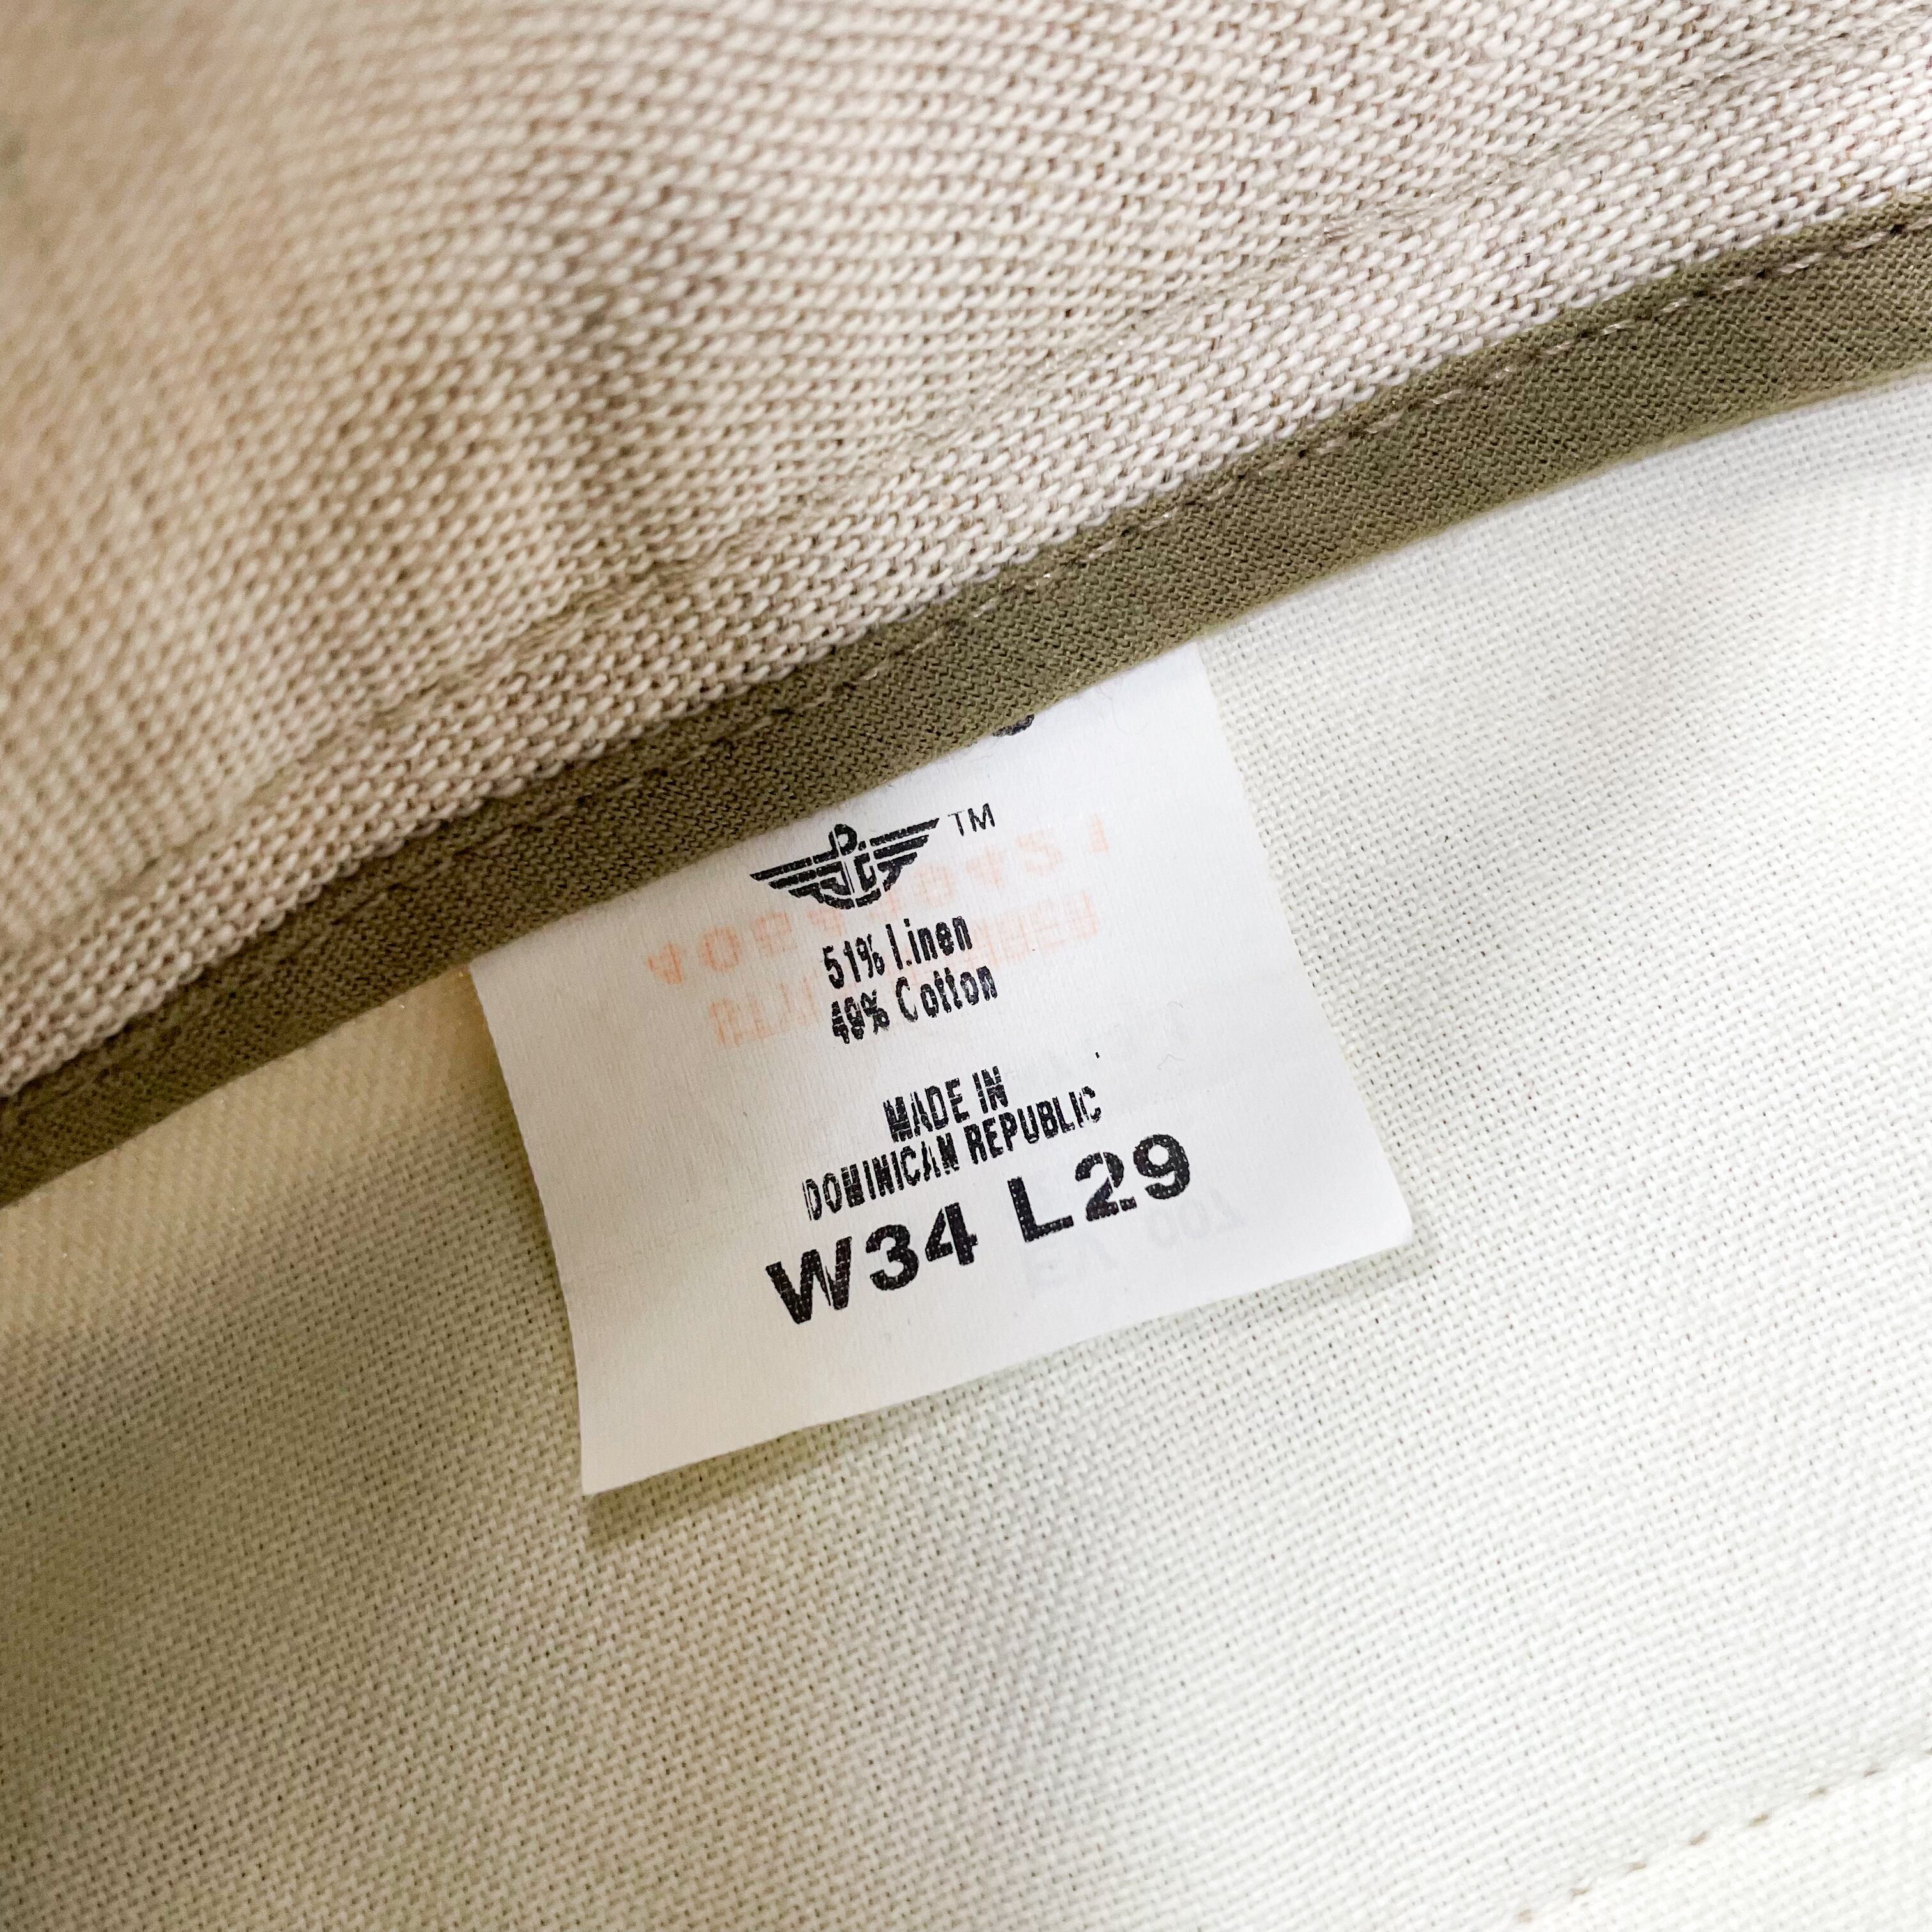 TM
51% Linen
49% Cotton
MADE IN
DOMINICAN REPUBLIC
W34 L29